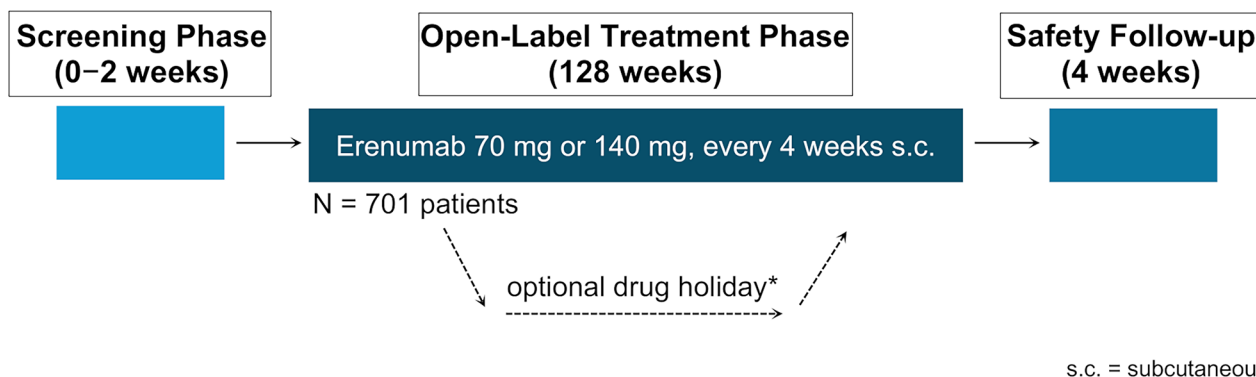 Screening Phase
(0–2 weeks)
Open-Label Treatment Phase
(128 weeks)
Safety Follow-up
(4 weeks)
Erenumab 70 mg or 140 mg, every 4 weeks s.c.
N = 701 patients
optional drug holiday*
s.c. = subcutaneou